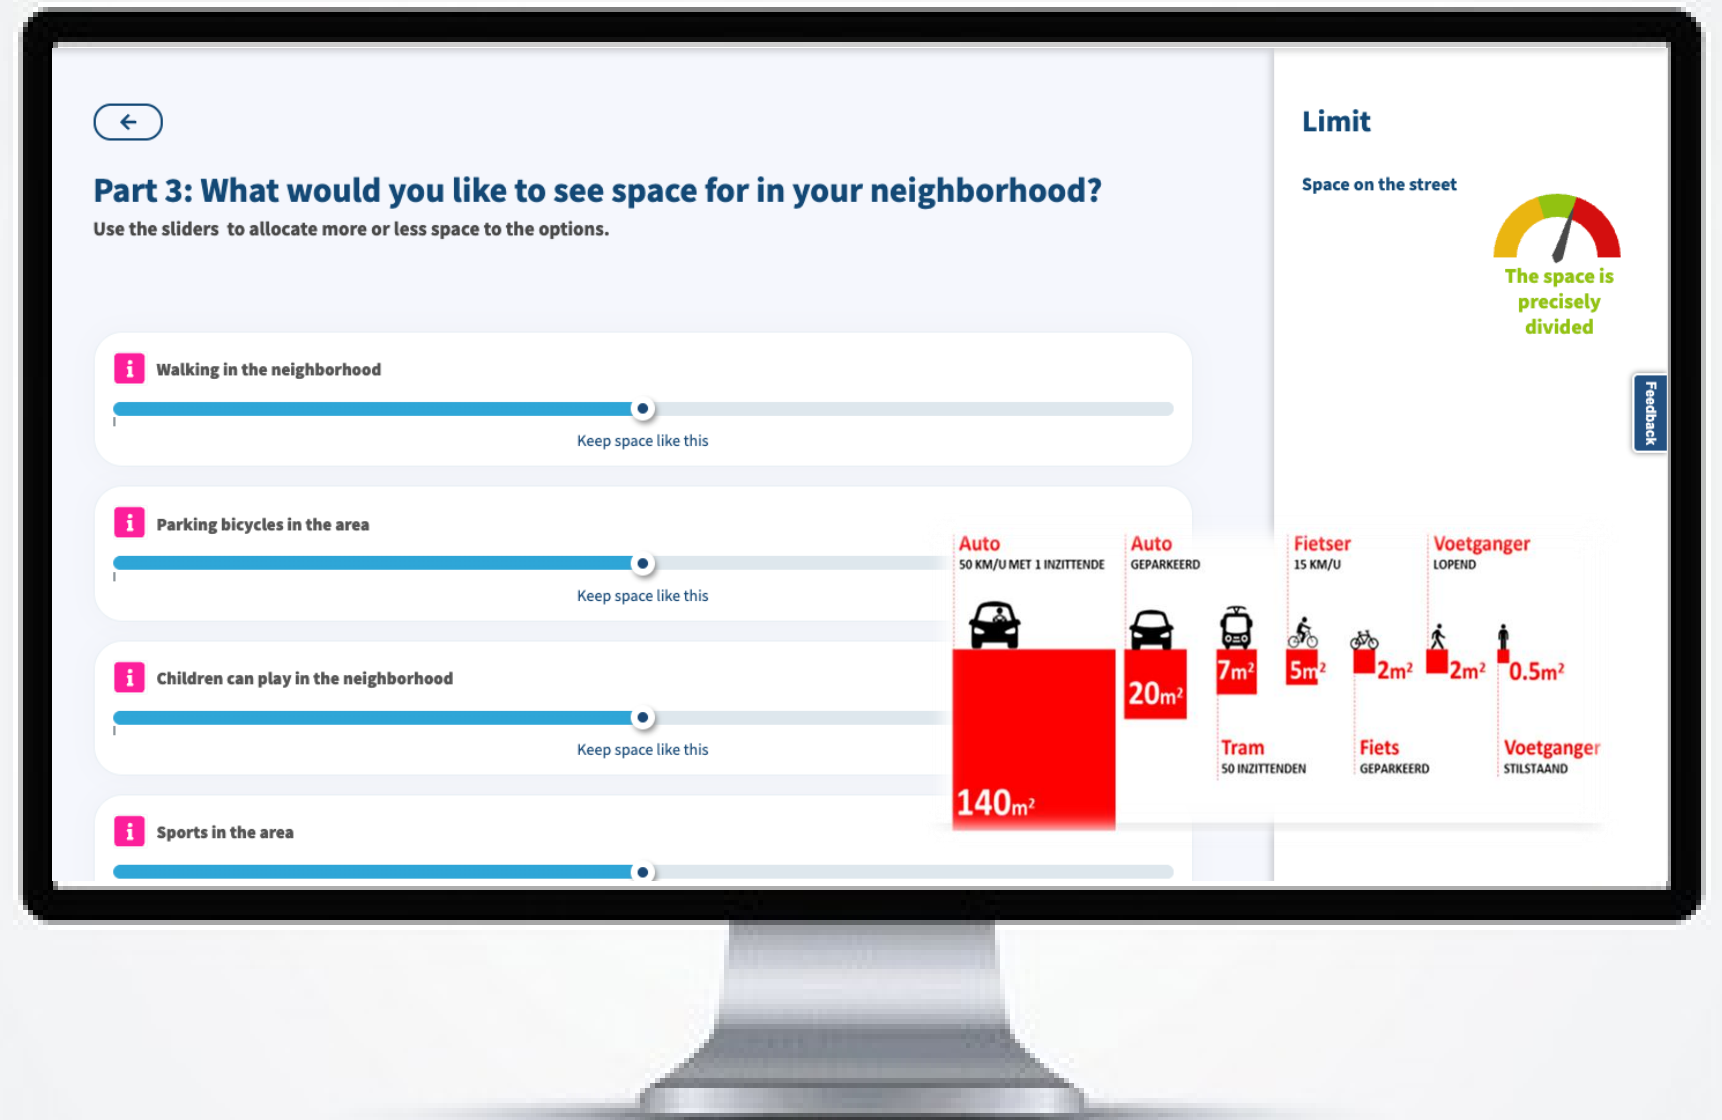 Part 3: What would you like to see space for in your neighborhood?
Use the sliders to allocate more or less space to the options.
Walking in the neighborhood
Keep space like this
Parking bicycles in the area
Keep space like this
Children can play in the neighborhood
Keep space like this
Sports in the area
Limit
Space on the street
The space is
precisely
divided
Feedback
Auto
50 KM/U MET 1 INZITTENDE
140m²
Auto
GEPARKEERD
20m²
7m²
Tram
50 INZITTENDEN
Fietser
15 KM/U
5m²
2m²
Fiets
GEPARKEERD
Voetganger
LOPEND
2m²
0.5m²
Voetganger
STILSTAAND